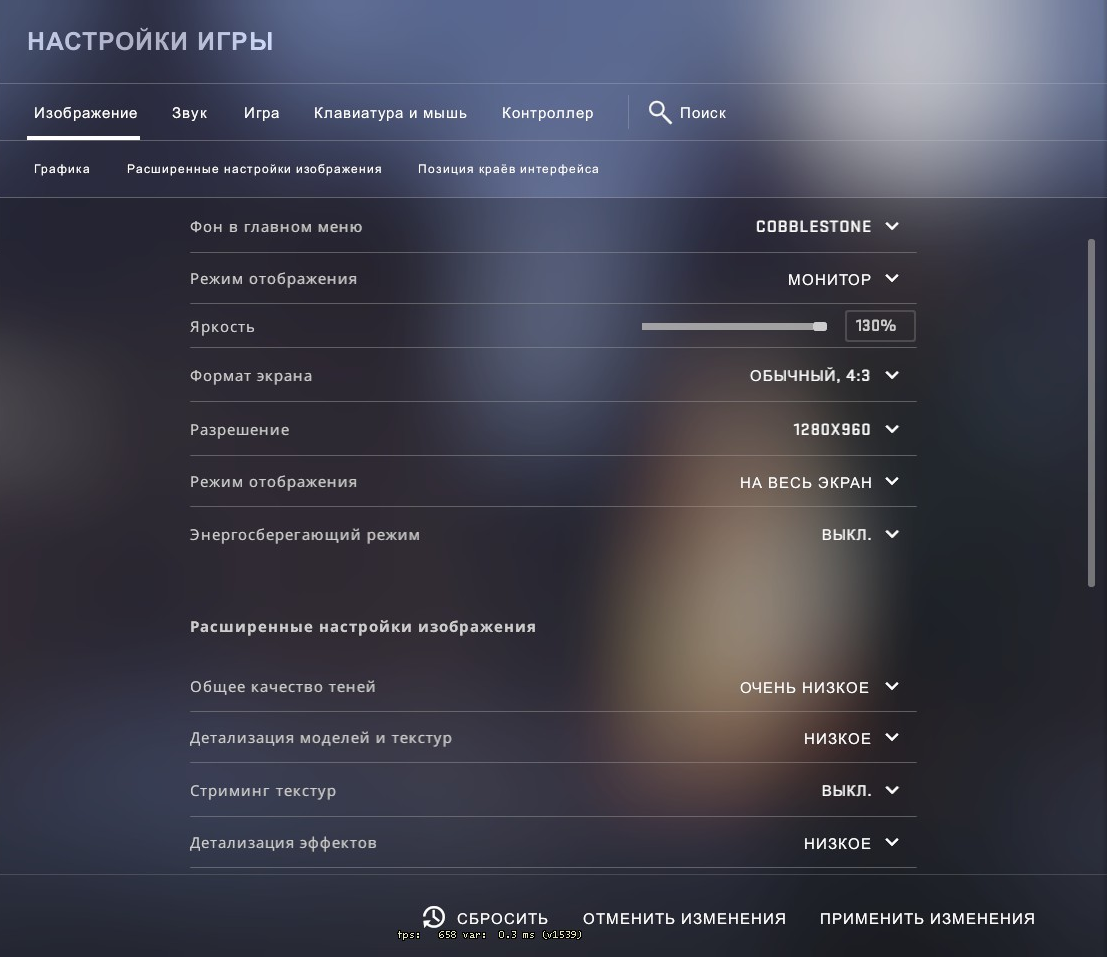 НАСТРОЙКИ ИГРЫ
Изображение Звук Игра Клавиатура и мышь Контроллер Поиск
Графика Расширенные настройки изображения Позиция краёв интерфейса
Фон в главном меню COBBLESTONE
Режим отображения МОНИТОР
Яркость 130%
Формат экрана ОБЫЧНЫЙ, 4:3
Разрешение 1280X960
Режим отображения НА ВЕСЬ ЭКРАН
Энергосберегающий режим ВЫКЛ.
Расширенные настройки изображения
Общее качество теней ОЧЕНЬ НИЗКОЕ
Детализация моделей и текстур НИЗКОЕ
Стриминг текстур ВЫКЛ.
Детализация эффектов НИЗКОЕ
СБРОСИТЬ ОТМЕНИТЬ ИЗМЕНЕНИЯ ПРИМЕНИТЬ ИЗМЕНЕНИЯ
fps: 658 var: 0.3 ms (v1539)